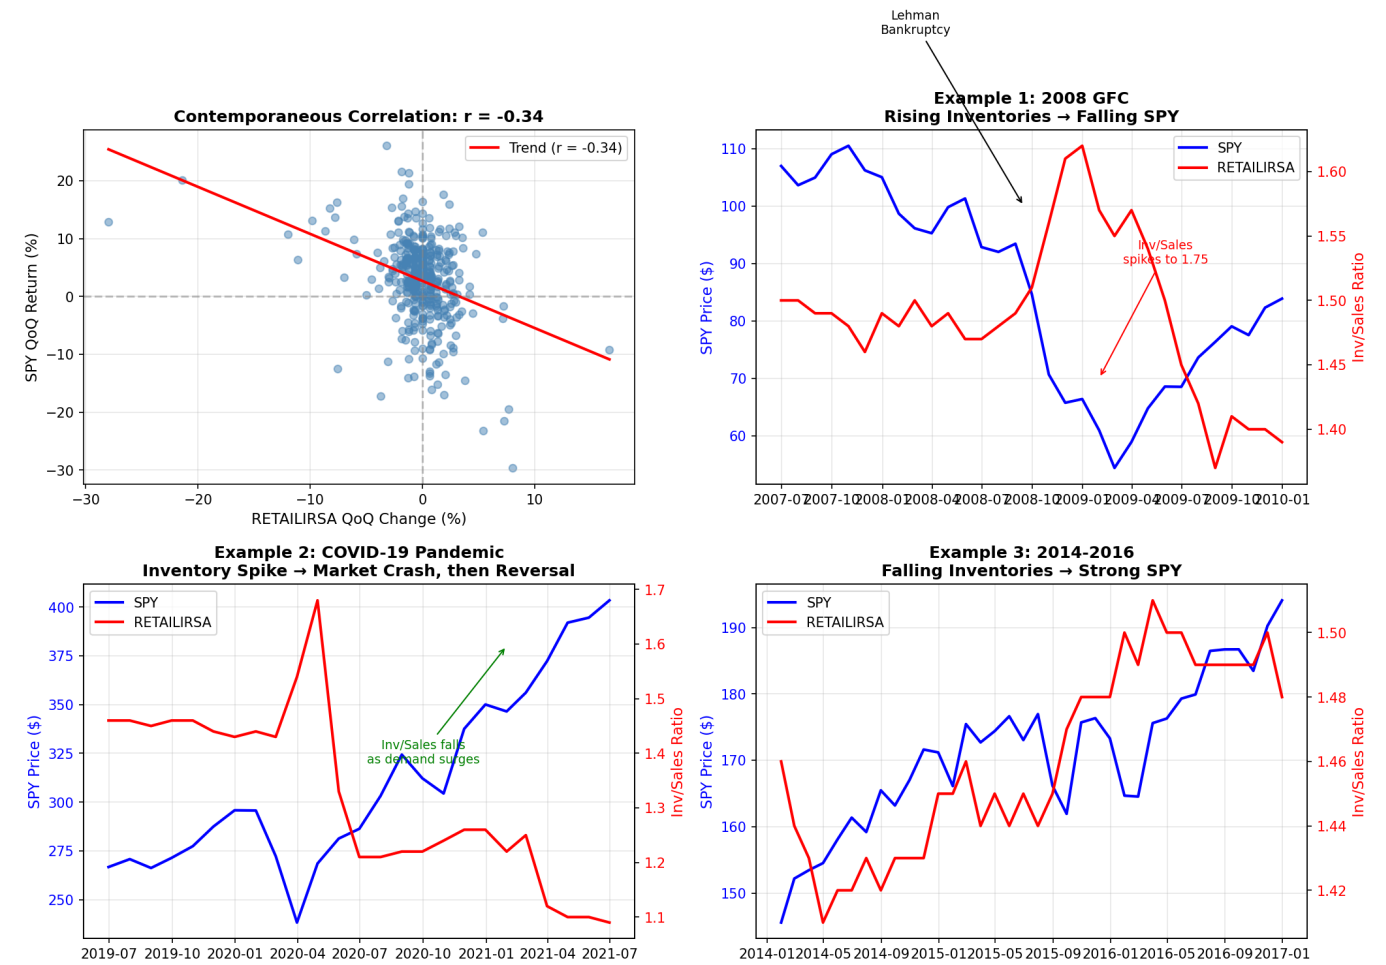 Contemporaneous Correlation: r = -0.34
Trend (r = -0.34)
SPY QoQ Return (%)
20
10
0
−10
−20
−30
−30
−20
−10
0
10
RETAILIRSA QoQ Change (%)
Lehman
Bankruptcy
Example 1: 2008 GFC
Rising Inventories → Falling SPY
SPY
RETAILIRSA
SPY Price ($)
110
100
90
80
70
60
Inv/Sales
spikes to 1.75
1.60
1.55
1.50
1.45
1.40
Inv/Sales Ratio
2007-07
2007-10
2008-01
2008-04
2008-07
2008-10
2009-01
2009-04
2009-07
2009-10
2010-01
Example 2: COVID-19 Pandemic
Inventory Spike → Market Crash, then Reversal
SPY
RETAILIRSA
SPY Price ($)
400
375
350
325
300
275
250
Inv/Sales falls
as demand surges
1.7
1.6
1.5
1.4
1.3
1.2
1.1
Inv/Sales Ratio
2019-07
2019-10
2020-01
2020-04
2020-07
2020-10
2021-01
2021-04
2021-07
Example 3: 2014-2016
Falling Inventories → Strong SPY
SPY
RETAILIRSA
SPY Price ($)
190
180
170
160
150
1.50
1.48
1.46
1.44
1.42
Inv/Sales Ratio
2014-01
2014-05
2014-09
2015-01
2015-05
2015-09
2016-01
2016-05
2016-09
2017-01